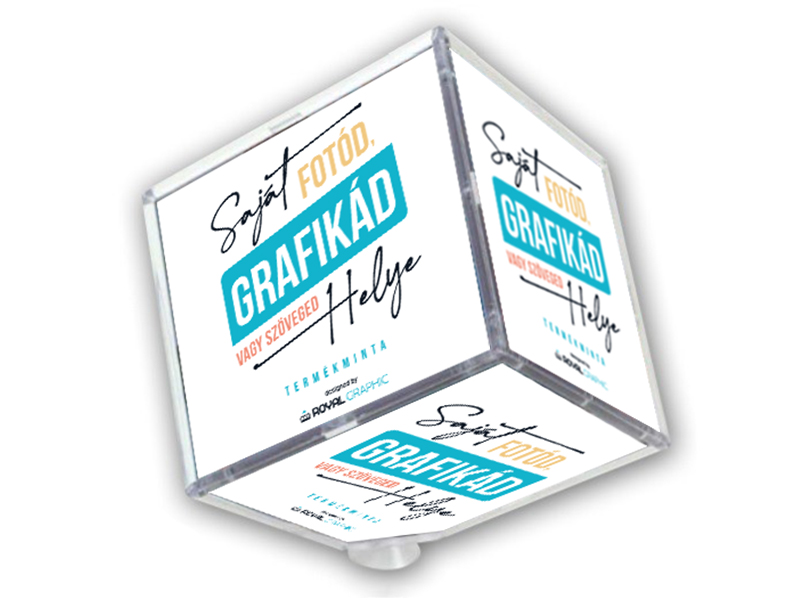 Saját FOTÓD,
GRAFIKÁD
VAGY SZÖVEGED Helye
TERMÉKMINTA
designed by
ROYAL GRAPHIC
Saját FOTÓD,
GRAFIKÁD
VAGY SZÖVEGED Helye
TERMÉKMINTA
ROYAL GRAPHIC
Saját FOTÓD,
GRAFIKÁD
VAGY SZÖVEGED Helye
ROYAL